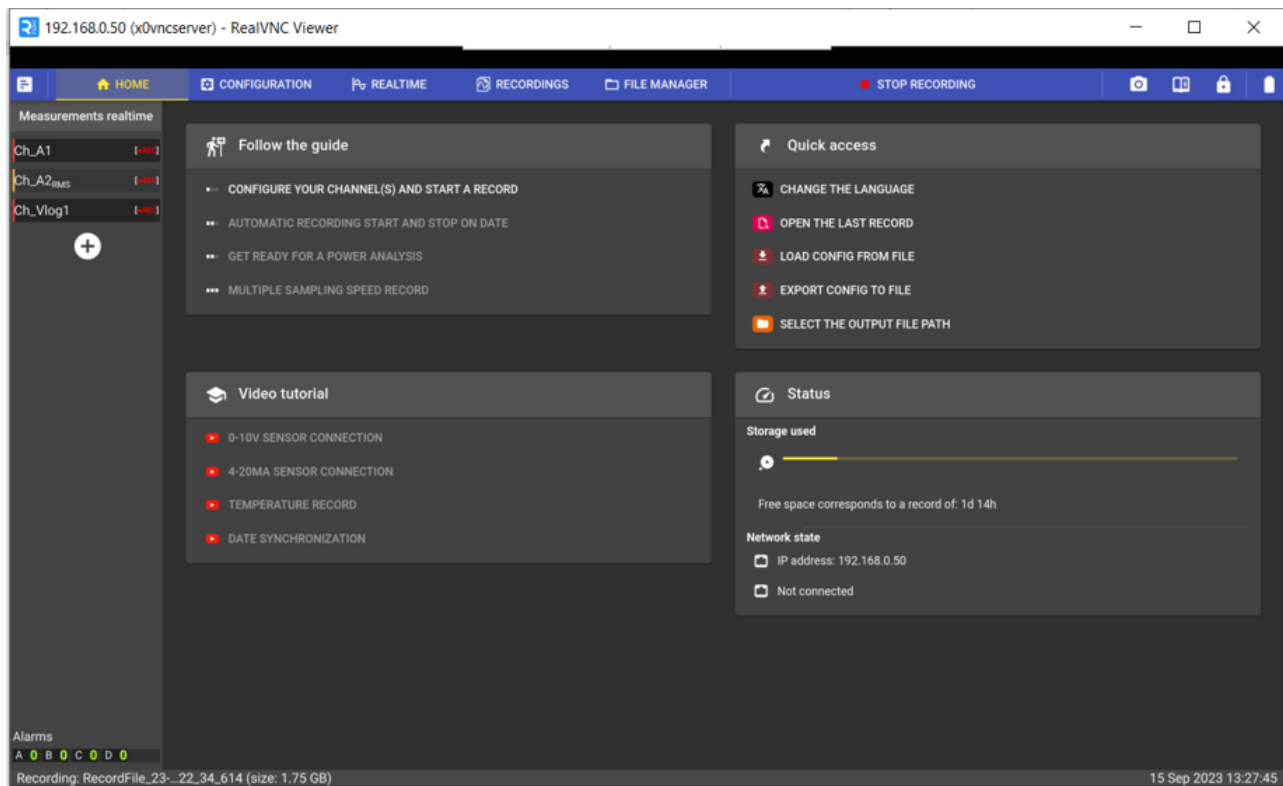 192.168.0.50 (x0vncserver) - RealVNC Viewer
HOME CONFIGURATION REALTIME RECORDINGS FILE MANAGER STOP RECORDING
Measurements realtime
Ch_A1 [●REC]
Ch_A2RMS [●REC]
Ch_Vlog1 [●REC]
Follow the guide
CONFIGURE YOUR CHANNEL(S) AND START A RECORD
AUTOMATIC RECORDING START AND STOP ON DATE
GET READY FOR A POWER ANALYSIS
MULTIPLE SAMPLING SPEED RECORD
Quick access
CHANGE THE LANGUAGE
OPEN THE LAST RECORD
LOAD CONFIG FROM FILE
EXPORT CONFIG TO FILE
SELECT THE OUTPUT FILE PATH
Video tutorial
0-10V SENSOR CONNECTION
4-20MA SENSOR CONNECTION
TEMPERATURE RECORD
DATE SYNCHRONIZATION
Status
Storage used
Free space corresponds to a record of: 1d 14h
Network state
IP address: 192.168.0.50
Not connected
Alarms
A 0 B 0 C 0 D 0
Recording: RecordFile_23-...22_34_614 (size: 1.75 GB) 15 Sep 2023 13:27:45